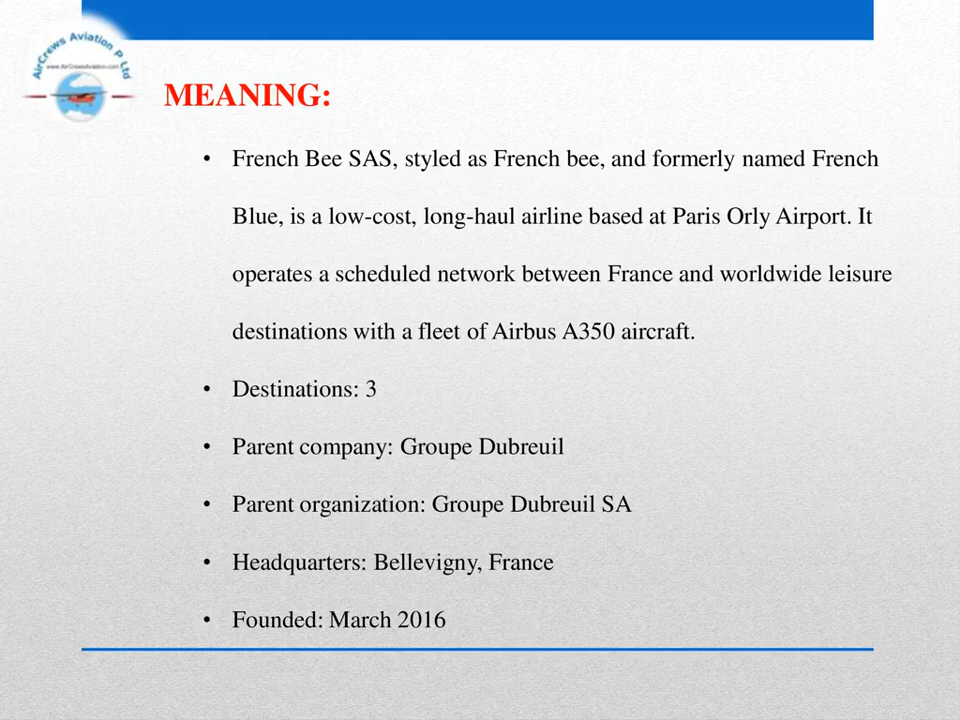 AirCrews Aviation P Ltd
www.AirCrewsAviation.com
MEANING:
• French Bee SAS, styled as French bee, and formerly named French
Blue, is a low-cost, long-haul airline based at Paris Orly Airport. It
operates a scheduled network between France and worldwide leisure
destinations with a fleet of Airbus A350 aircraft.
• Destinations: 3
• Parent company: Groupe Dubreuil
• Parent organization: Groupe Dubreuil SA
• Headquarters: Bellevigny, France
• Founded: March 2016